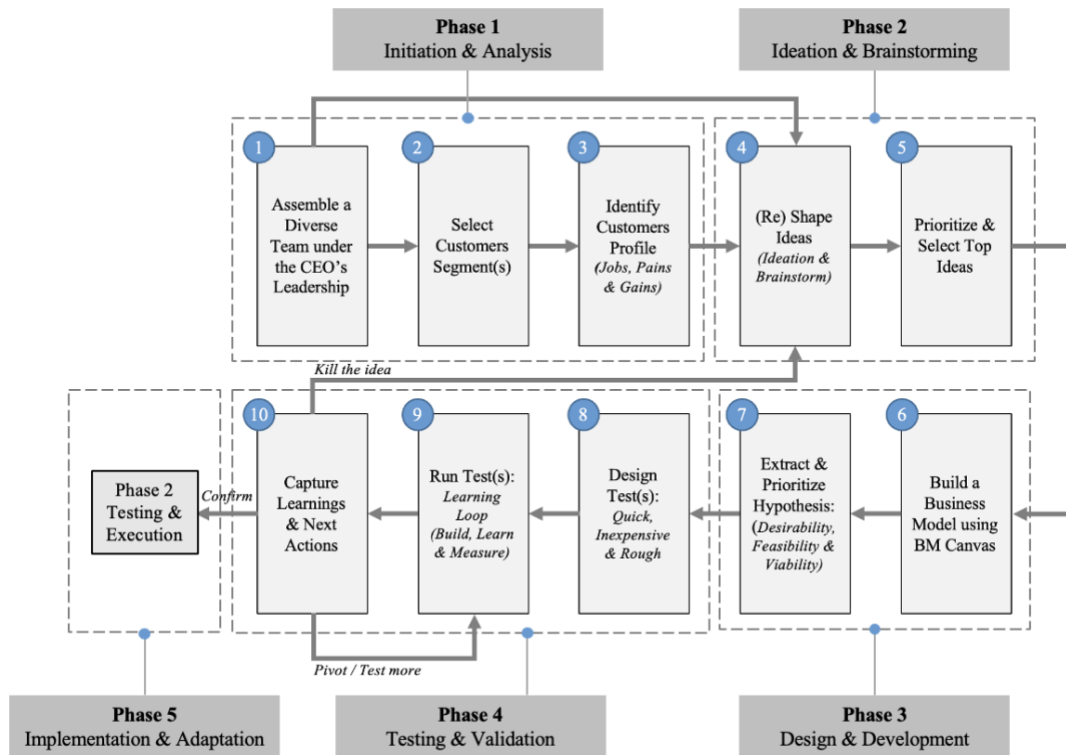 Phase 1
Initiation & Analysis
Phase 2
Ideation & Brainstorming
1
Assemble a
Diverse
Team under
the CEO's
Leadership
2
Select
Customers
Segment(s)
3
Identify
Customers
Profile
(Jobs, Pains
& Gains)
4
(Re) Shape
Ideas
(Ideation &
Brainstorm)
5
Prioritize &
Select Top
Ideas
Kill the idea
Phase 2
Testing &
Execution
Confirm
10
Capture
Learnings
& Next
Actions
9
Run Test(s):
Learning
Loop
(Build, Learn
& Measure)
8
Design
Test(s):
Quick,
Inexpensive
& Rough
7
Extract &
Prioritize
Hypothesis:
(Desirability,
Feasibility &
Viability)
6
Build a
Business
Model using
BM Canvas
Pivot / Test more
Phase 5
Implementation & Adaptation
Phase 4
Testing & Validation
Phase 3
Design & Development